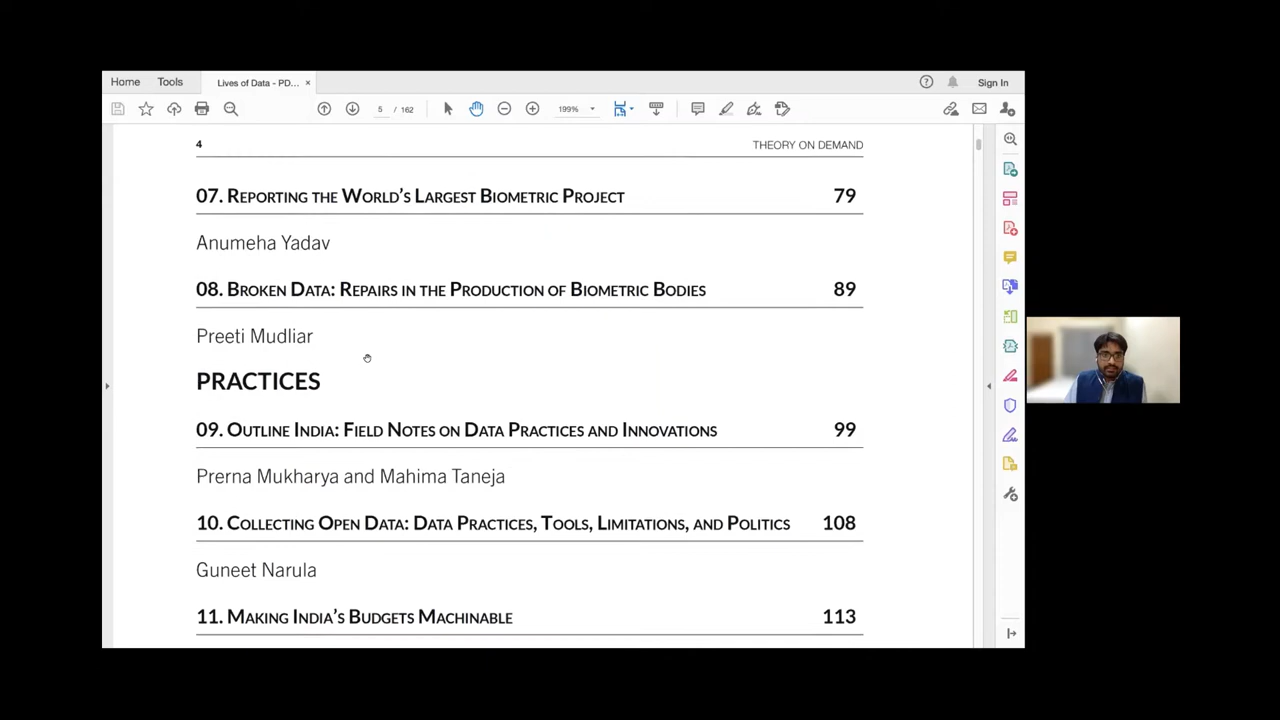 Home Tools Lives of Data - PD... × Sign In
5 / 162 199%
4 THEORY ON DEMAND
07. Reporting the World's Largest Biometric Project 79
Anumeha Yadav
08. Broken Data: Repairs in the Production of Biometric Bodies 89
Preeti Mudliar
PRACTICES
09. Outline India: Field Notes on Data Practices and Innovations 99
Prerna Mukharya and Mahima Taneja
10. Collecting Open Data: Data Practices, Tools, Limitations, and Politics 108
Guneet Narula
11. Making India's Budgets Machinable 113